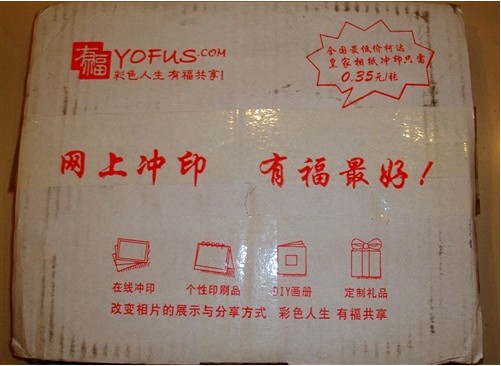 有福 YOFUS.COM
彩色人生 有福共享!
全国最低价柯达
皇家相纸冲印只需
0.35元/张
网上冲印 有福最好!
在线冲印 个性印刷品 DIY画册 定制礼品
改变相片的展示与分享方式 彩色人生 有福共享